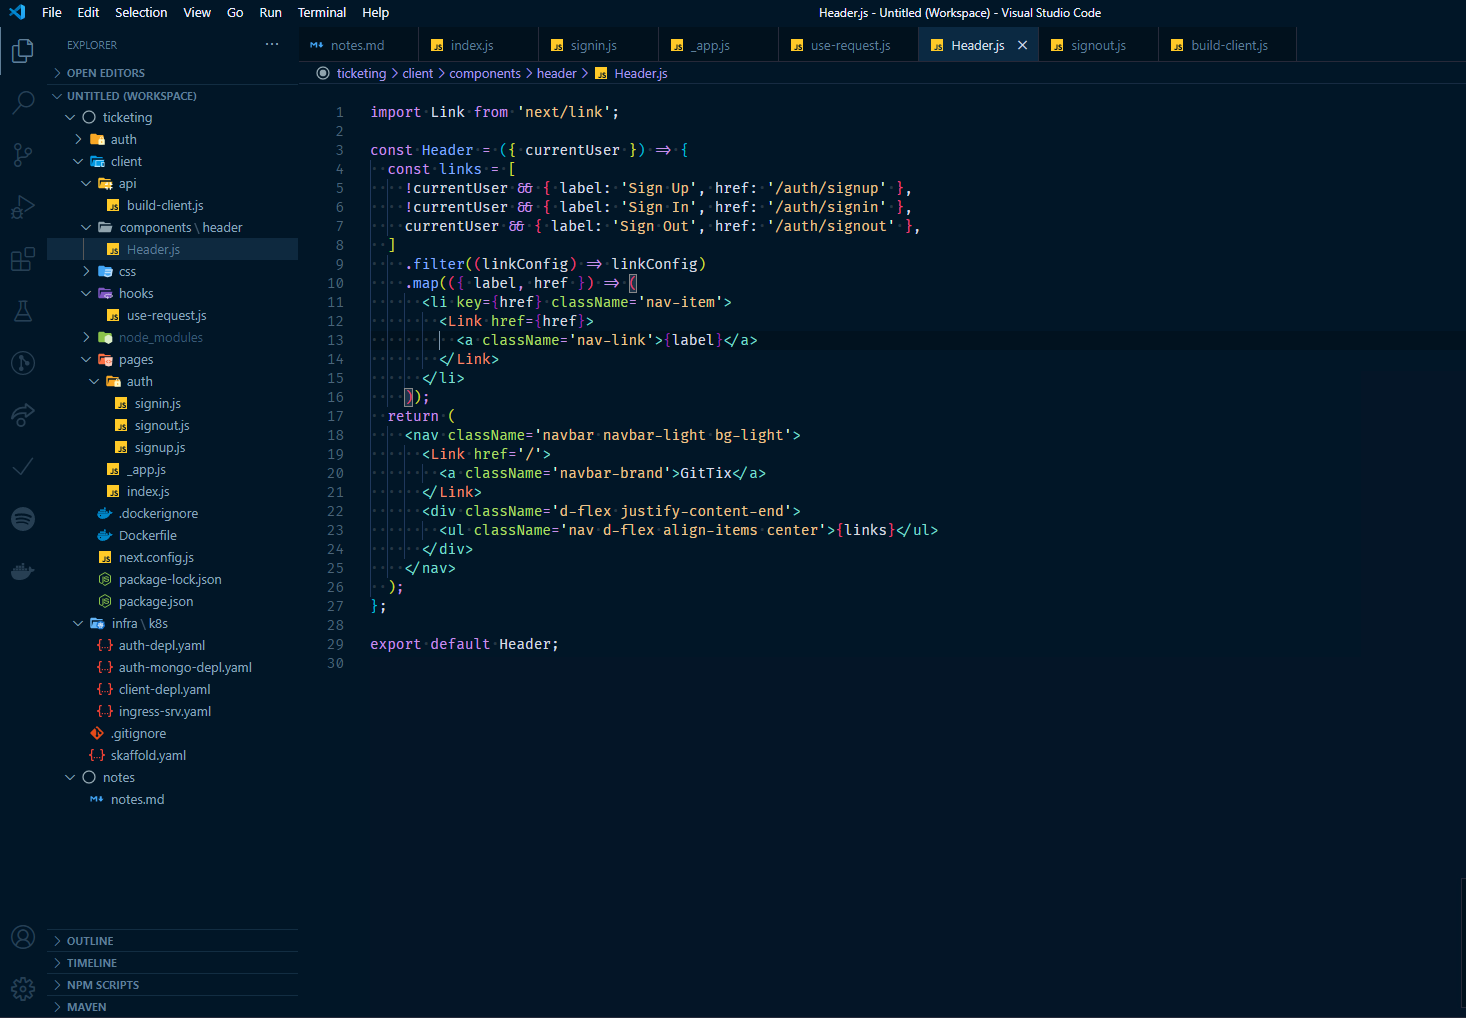 File Edit Selection View Go Run Terminal Help
Header.js - Untitled (Workspace) - Visual Studio Code
EXPLORER ···
OPEN EDITORS
UNTITLED (WORKSPACE)
ticketing
auth
client
api
build-client.js
components \ header
Header.js
css
hooks
use-request.js
node_modules
pages
auth
signin.js
signout.js
signup.js
_app.js
index.js
.dockerignore
Dockerfile
next.config.js
package-lock.json
package.json
infra \ k8s
auth-depl.yaml
auth-mongo-depl.yaml
client-depl.yaml
ingress-srv.yaml
.gitignore
skaffold.yaml
notes
notes.md
OUTLINE
TIMELINE
NPM SCRIPTS
MAVEN
notes.md index.js signin.js _app.js use-request.js Header.js signout.js build-client.js
ticketing > client > components > header > Header.js
1 import Link from 'next/link';
2
3 const Header = ({ currentUser }) => {
4   const links = [
5     !currentUser && { label: 'Sign Up', href: '/auth/signup' },
6     !currentUser && { label: 'Sign In', href: '/auth/signin' },
7     currentUser && { label: 'Sign Out', href: '/auth/signout' },
8   ]
9     .filter((linkConfig) => linkConfig)
10     .map(({ label, href }) => (
11       <li key={href} className='nav-item'>
12         <Link href={href}>
13           <a className='nav-link'>{label}</a>
14         </Link>
15       </li>
16     ));
17   return (
18     <nav className='navbar navbar-light bg-light'>
19       <Link href='/'>
20         <a className='navbar-brand'>GitTix</a>
21       </Link>
22       <div className='d-flex justify-content-end'>
23         <ul className='nav d-flex align-items center'>{links}</ul>
24       </div>
25     </nav>
26   );
27 };
28
29 export default Header;
30